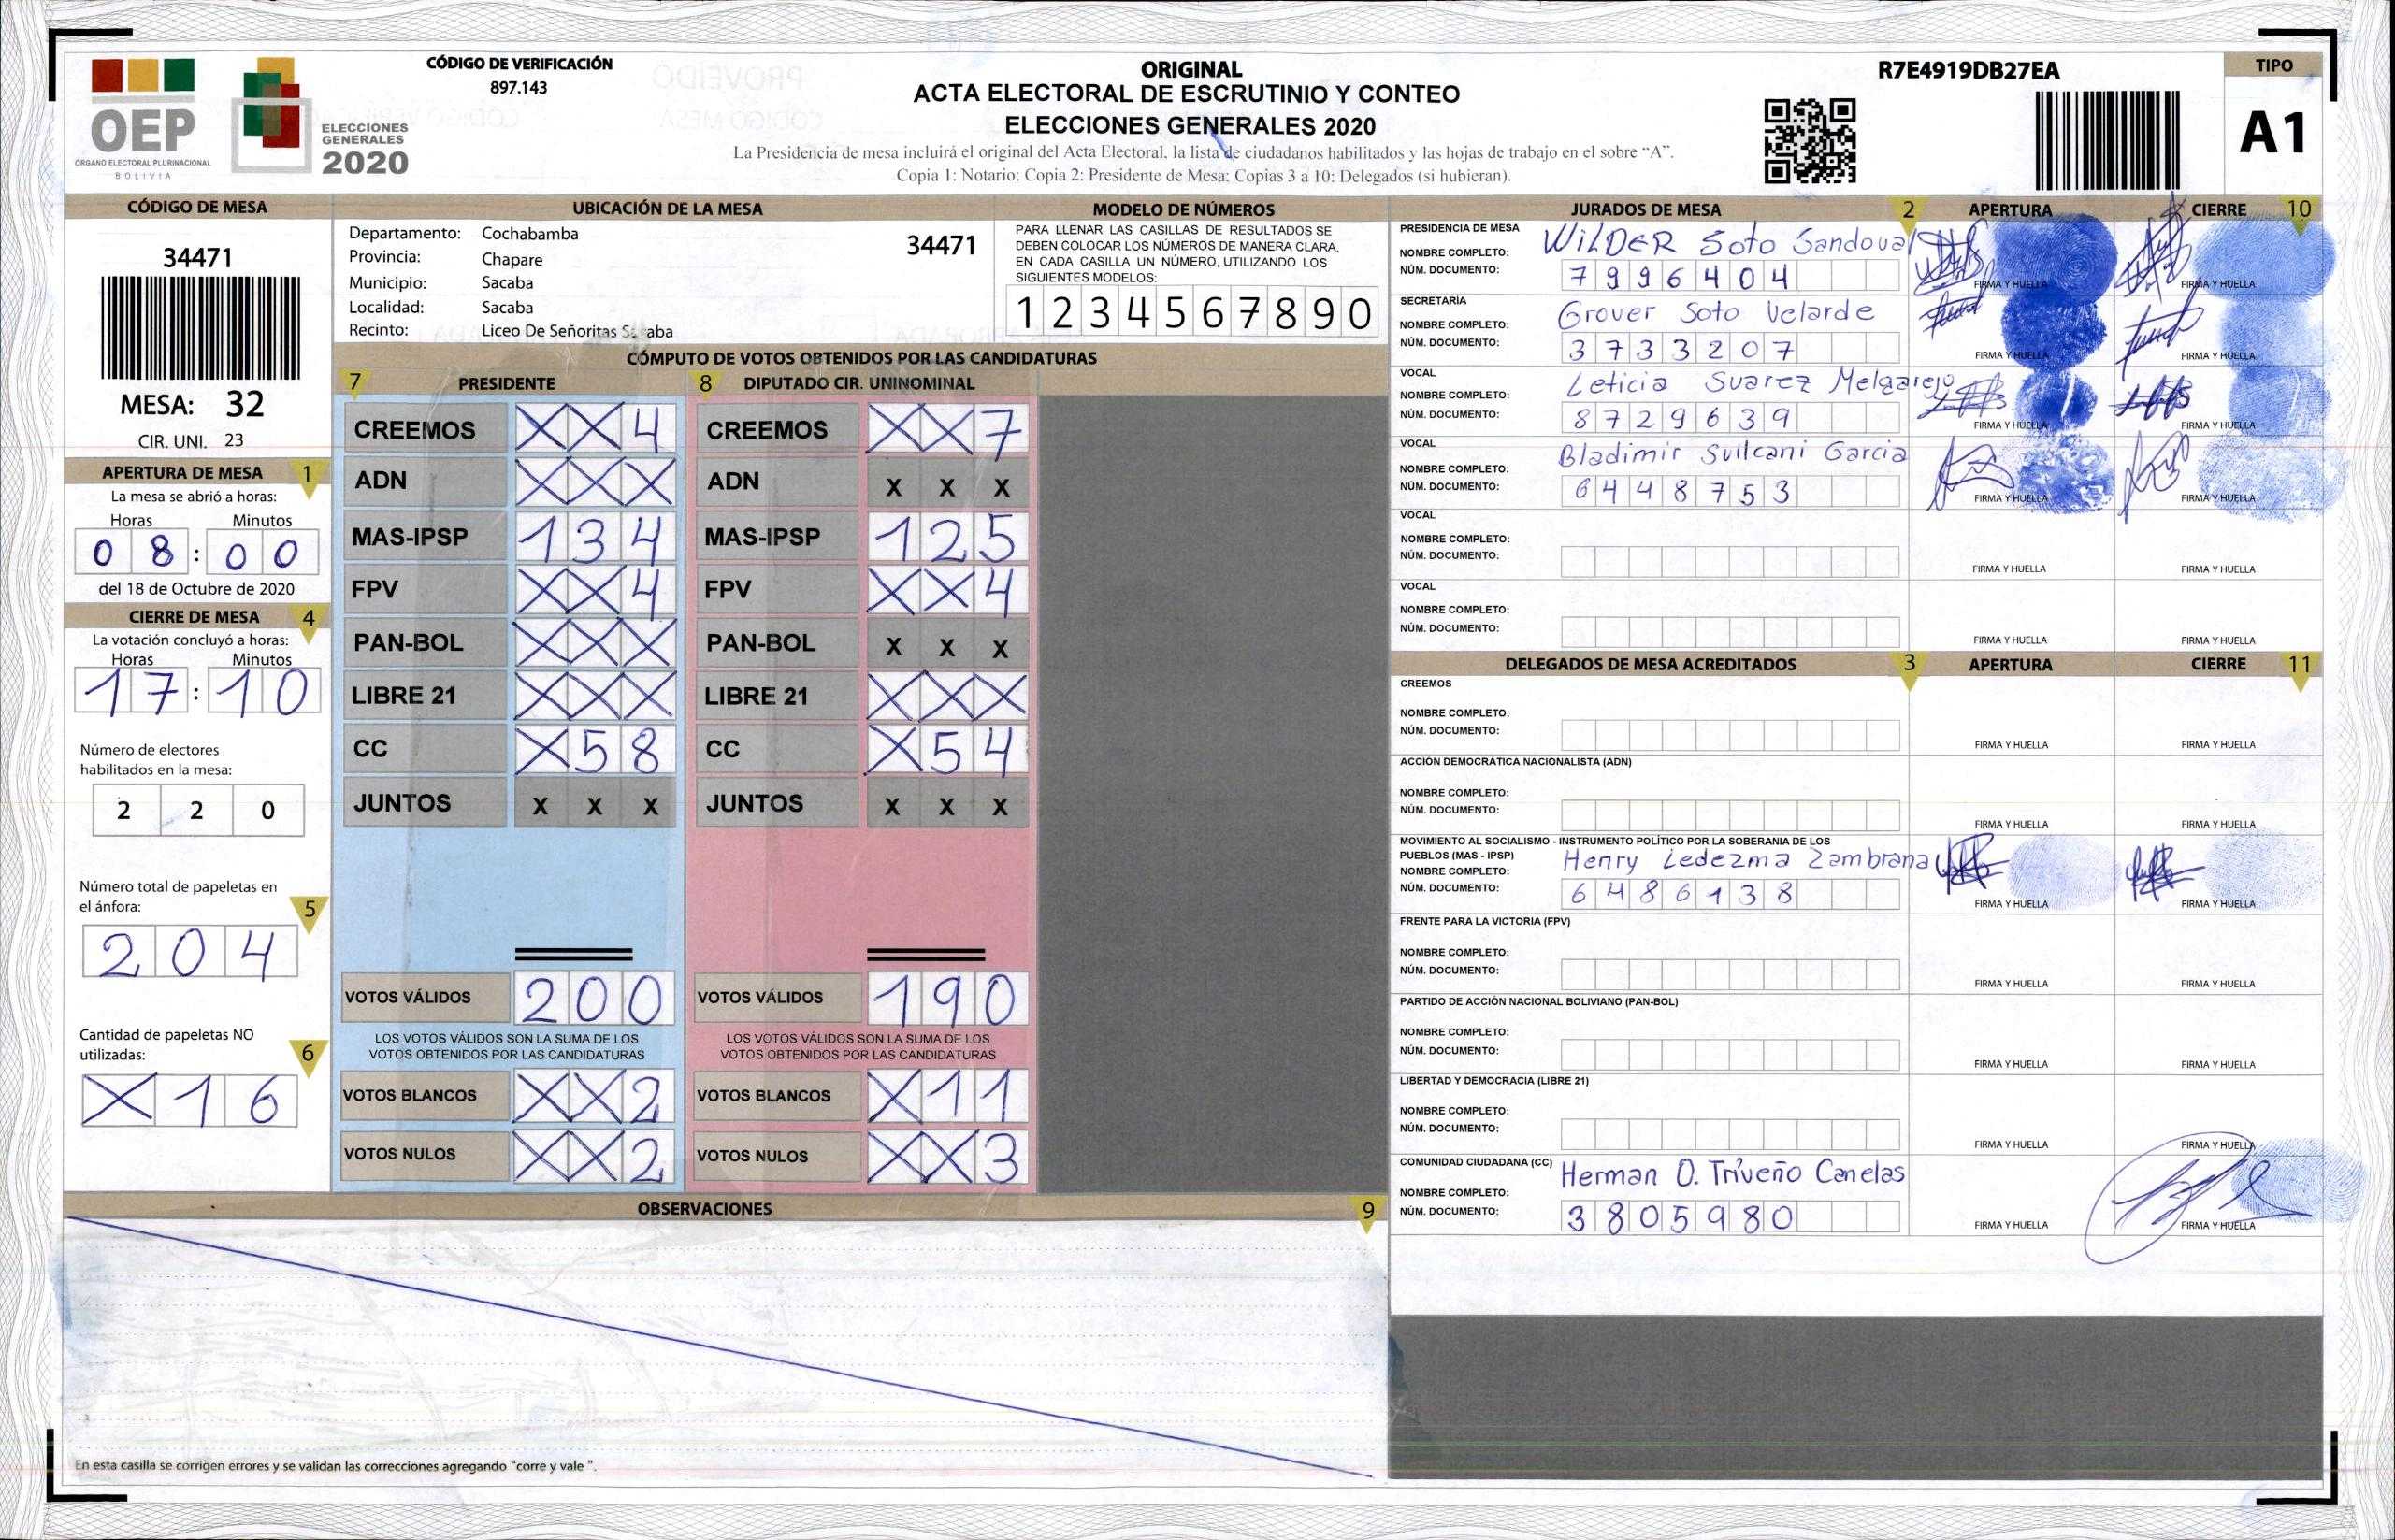 CÓDIGO DE VERIFICACIÓN
897.143
OEP
ÓRGANO ELECTORAL PLURINACIONAL
BOLIVIA
ELECCIONES
GENERALES
2020
ORIGINAL
ACTA ELECTORAL DE ESCRUTINIO Y CONTEO
ELECCIONES GENERALES 2020
La Presidencia de mesa incluirá el original del Acta Electoral, la lista de ciudadanos habilitados y las hojas de trabajo en el sobre “A”.
Copia 1: Notario; Copia 2: Presidente de Mesa; Copias 3 a 10: Delegados (si hubieran).
R7E4919DB27EA
TIPO
A1
CÓDIGO DE MESA
34471
MESA: 32
CIR. UNI. 23
APERTURA DE MESA 1
La mesa se abrió a horas:
Horas Minutos
0 8 : 0 0
del 18 de Octubre de 2020
CIERRE DE MESA 4
La votación concluyó a horas:
Horas Minutos
1 7 : 1 0
Número de electores
habilitados en la mesa:
2 2 0
Número total de papeletas en
el ánfora: 5
2 0 4
Cantidad de papeletas NO
utilizadas: 6
X 1 6
UBICACIÓN DE LA MESA
Departamento: Cochabamba 34471
Provincia: Chapare
Municipio: Sacaba
Localidad: Sacaba
Recinto: Liceo De Señoritas Sacaba
MODELO DE NÚMEROS
PARA LLENAR LAS CASILLAS DE RESULTADOS SE
DEBEN COLOCAR LOS NÚMEROS DE MANERA CLARA.
EN CADA CASILLA UN NÚMERO, UTILIZANDO LOS
SIGUIENTES MODELOS:
1 2 3 4 5 6 7 8 9 0
CÓMPUTO DE VOTOS OBTENIDOS POR LAS CANDIDATURAS
7 PRESIDENTE
CREEMOS X X 4
ADN X X X
MAS-IPSP 1 3 4
FPV X X 4
PAN-BOL X X X
LIBRE 21 X X X
CC X 5 8
JUNTOS X X X
VOTOS VÁLIDOS 2 0 0
LOS VOTOS VÁLIDOS SON LA SUMA DE LOS
VOTOS OBTENIDOS POR LAS CANDIDATURAS
VOTOS BLANCOS X X 2
VOTOS NULOS X X 2
8 DIPUTADO CIR. UNINOMINAL
CREEMOS X X 7
ADN X X X
MAS-IPSP 1 2 5
FPV X X 4
PAN-BOL X X X
LIBRE 21 X X X
CC X 5 4
JUNTOS X X X
VOTOS VÁLIDOS 1 9 0
LOS VOTOS VÁLIDOS SON LA SUMA DE LOS
VOTOS OBTENIDOS POR LAS CANDIDATURAS
VOTOS BLANCOS X 1 1
VOTOS NULOS X X 3
OBSERVACIONES 9
En esta casilla se corrigen errores y se validan las correcciones agregando “corre y vale ”.
JURADOS DE MESA 2 APERTURA CIERRE 10
PRESIDENCIA DE MESA
NOMBRE COMPLETO: WILDER Soto Sandoval
NÚM. DOCUMENTO: 7 9 9 6 4 0 4
FIRMA Y HUELLA FIRMA Y HUELLA
SECRETARÍA
NOMBRE COMPLETO: Grover Soto Velarde
NÚM. DOCUMENTO: 3 7 3 3 2 0 7
FIRMA Y HUELLA FIRMA Y HUELLA
VOCAL
NOMBRE COMPLETO: Leticia Suarez Melgarejo
NÚM. DOCUMENTO: 8 7 2 9 6 3 9
FIRMA Y HUELLA FIRMA Y HUELLA
VOCAL
NOMBRE COMPLETO: Bladimir Suilcani Garcia
NÚM. DOCUMENTO: 6 4 4 8 7 5 3
FIRMA Y HUELLA FIRMA Y HUELLA
VOCAL
NOMBRE COMPLETO:
NÚM. DOCUMENTO:
FIRMA Y HUELLA FIRMA Y HUELLA
VOCAL
NOMBRE COMPLETO:
NÚM. DOCUMENTO:
FIRMA Y HUELLA FIRMA Y HUELLA
DELEGADOS DE MESA ACREDITADOS 3 APERTURA CIERRE 11
CREEMOS
NOMBRE COMPLETO:
NÚM. DOCUMENTO:
FIRMA Y HUELLA FIRMA Y HUELLA
ACCIÓN DEMOCRÁTICA NACIONALISTA (ADN)
NOMBRE COMPLETO:
NÚM. DOCUMENTO:
FIRMA Y HUELLA FIRMA Y HUELLA
MOVIMIENTO AL SOCIALISMO - INSTRUMENTO POLÍTICO POR LA SOBERANIA DE LOS
PUEBLOS (MAS - IPSP)
NOMBRE COMPLETO: Henry Ledezma Zambrana
NÚM. DOCUMENTO: 6 4 8 6 1 3 8
FIRMA Y HUELLA FIRMA Y HUELLA
FRENTE PARA LA VICTORIA (FPV)
NOMBRE COMPLETO:
NÚM. DOCUMENTO:
FIRMA Y HUELLA FIRMA Y HUELLA
PARTIDO DE ACCIÓN NACIONAL BOLIVIANO (PAN-BOL)
NOMBRE COMPLETO:
NÚM. DOCUMENTO:
FIRMA Y HUELLA FIRMA Y HUELLA
LIBERTAD Y DEMOCRACIA (LIBRE 21)
NOMBRE COMPLETO:
NÚM. DOCUMENTO:
FIRMA Y HUELLA FIRMA Y HUELLA
COMUNIDAD CIUDADANA (CC)
NOMBRE COMPLETO: Herman O. Triveño Canelas
NÚM. DOCUMENTO: 3 8 0 5 9 8 0
FIRMA Y HUELLA FIRMA Y HUELLA